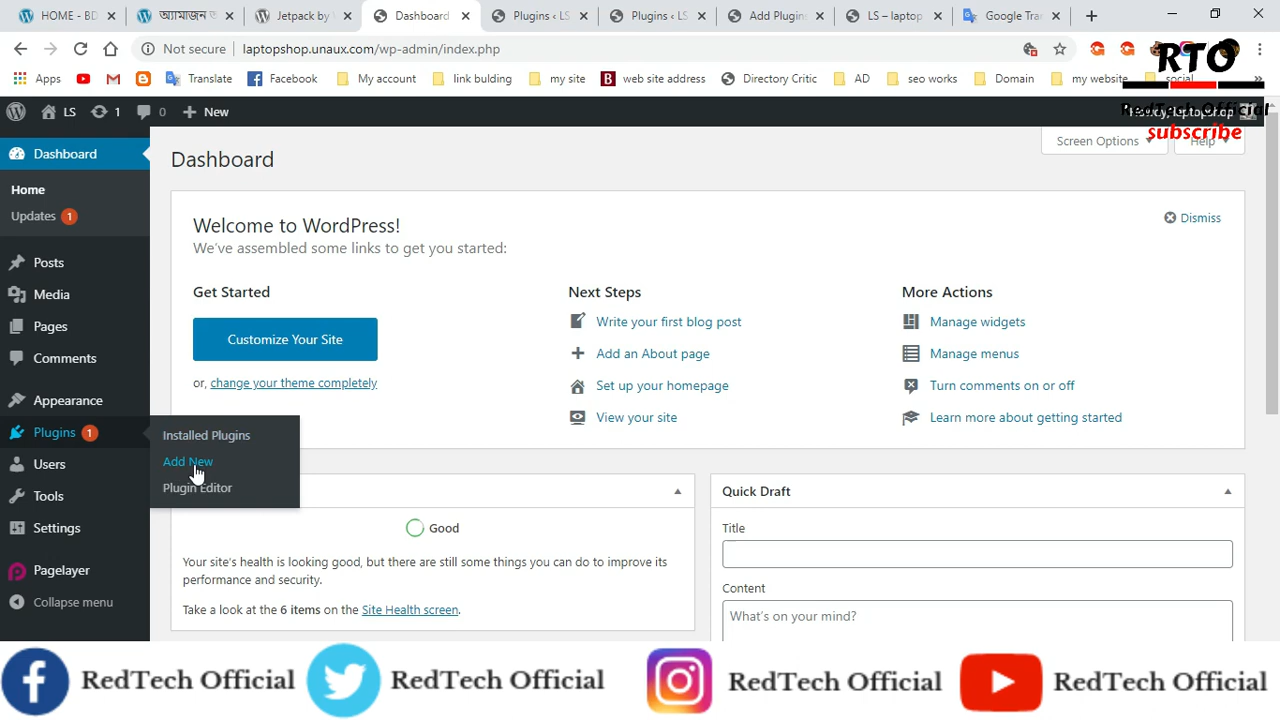 HOME - BD
অ্যামাজন ত
Jetpack by
Dashboard
Plugins ‹ LS
Plugins ‹ LS
Add Plugins
LS – laptop
Google Tran
Not secure
laptopshop.unaux.com/wp-admin/index.php
Apps
Translate
Facebook
My account
link bulding
my site
web site address
Directory Critic
AD
seo works
Domain
my website
social
RTO
RedTech Official
subscribe
LS
1
0
New
Dashboard
Home
Updates 1
Posts
Media
Pages
Comments
Appearance
Plugins 1
Users
Tools
Settings
Pagelayer
Collapse menu
Installed Plugins
Add New
Plugin Editor
Dashboard
Screen Options
Help
Welcome to WordPress!
We've assembled some links to get you started:
Dismiss
Get Started
Customize Your Site
or, change your theme completely
Next Steps
Write your first blog post
Add an About page
Set up your homepage
View your site
More Actions
Manage widgets
Manage menus
Turn comments on or off
Learn more about getting started
Good
Your site's health is looking good, but there are still some things you can do to improve its
performance and security.
Take a look at the 6 items on the Site Health screen.
Quick Draft
Title
Content
What's on your mind?
RedTech Official
RedTech Official
RedTech Official
RedTech Official